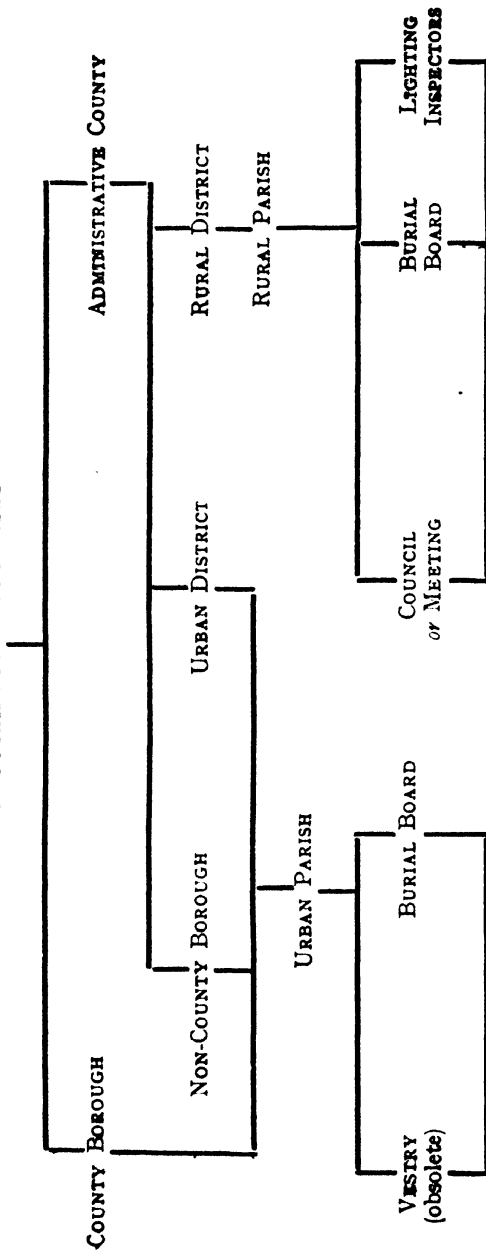 COUNTY BOROUGH
ADMINISTRATIVE COUNTY
NON-COUNTY BOROUGH
URBAN DISTRICT
RURAL DISTRICT
URBAN PARISH
RURAL PARISH
VESTRY
(obsolete)
BURIAL BOARD
COUNCIL
or MEETING
BURIAL
BOARD
LIGHTING
INSPECTORS